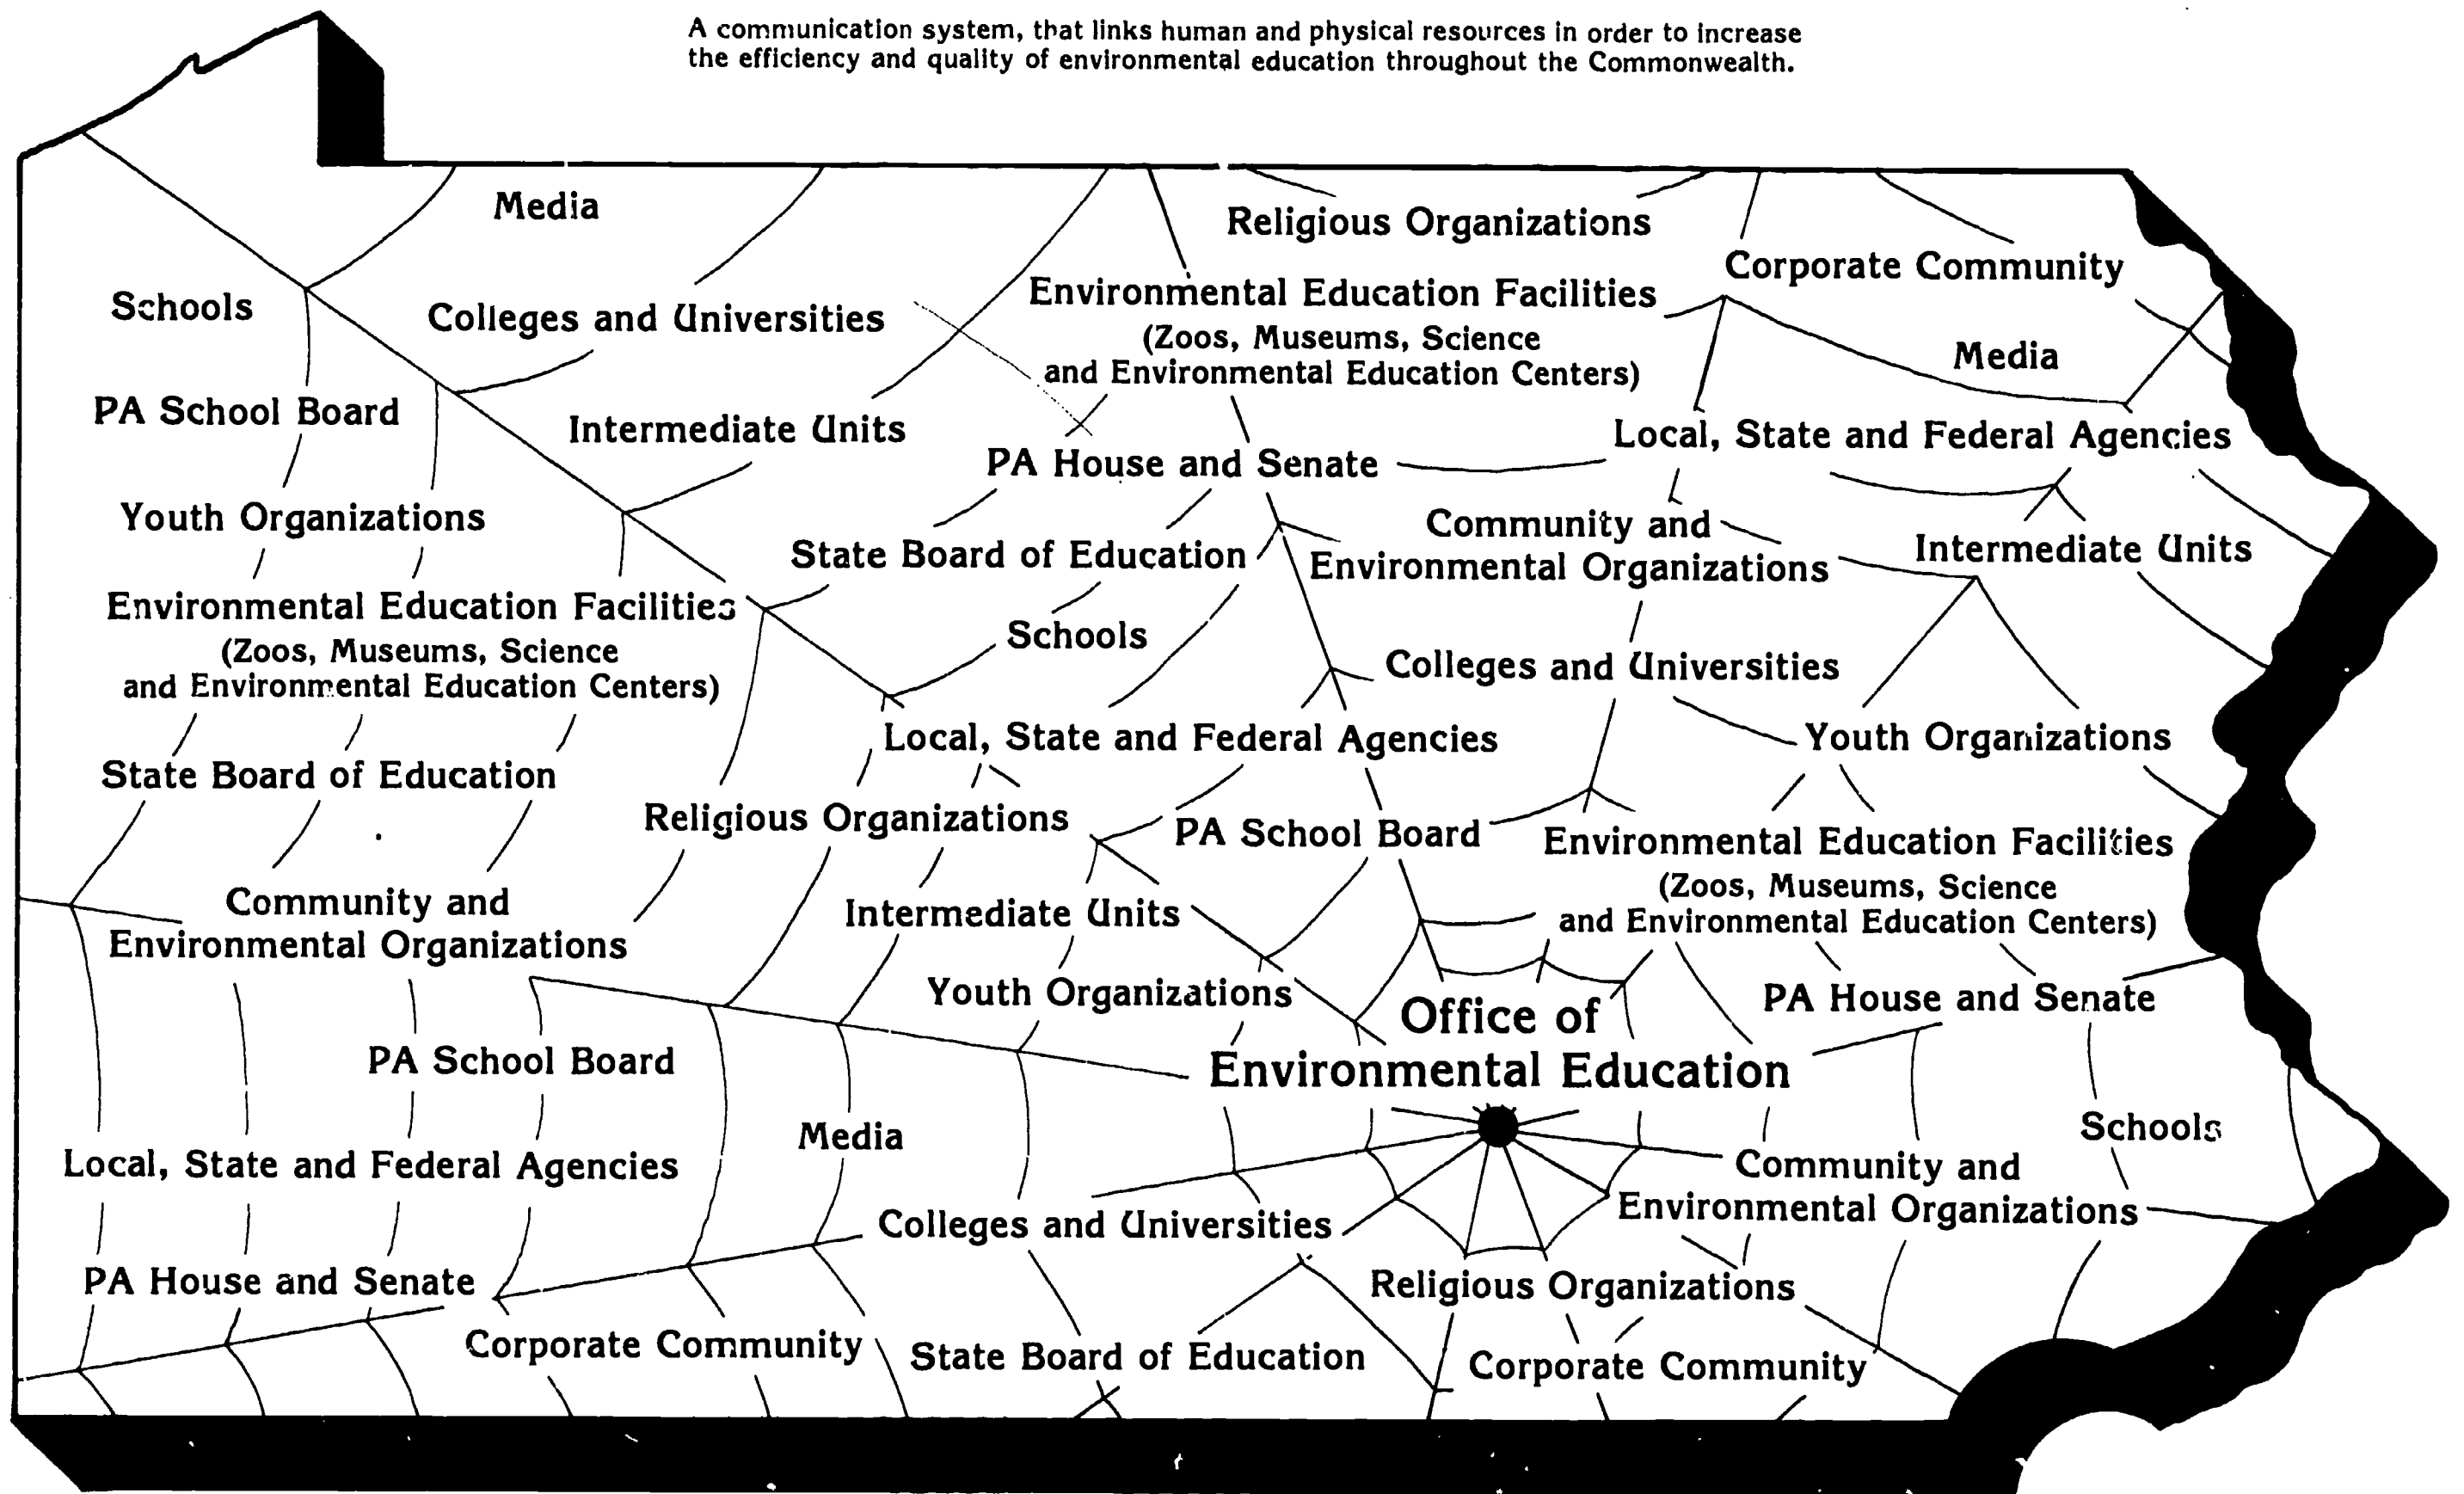 A communication system, that links human and physical resources in order to increase
the efficiency and quality of environmental education throughout the Commonwealth.
Media
Religious Organizations
Corporate Community
Schools
Colleges and Universities
Environmental Education Facilities
(Zoos, Museums, Science
and Environmental Education Centers)
Media
PA School Board
Intermediate Units
PA House and Senate
Local, State and Federal Agencies
Youth Organizations
State Board of Education
Community and
Environmental Organizations
Intermediate Units
Environmental Education Facilities
(Zoos, Museums, Science
and Environmental Education Centers)
Schools
Colleges and Universities
Local, State and Federal Agencies
Youth Organizations
State Board of Education
Religious Organizations
PA School Board
Environmental Education Facilities
(Zoos, Museums, Science
and Environmental Education Centers)
Community and
Environmental Organizations
Intermediate Units
Youth Organizations
PA House and Senate
Office of
Environmental Education
PA School Board
Media
Schools
Local, State and Federal Agencies
Community and
Environmental Organizations
Colleges and Universities
PA House and Senate
Religious Organizations
Corporate Community
State Board of Education
Corporate Community